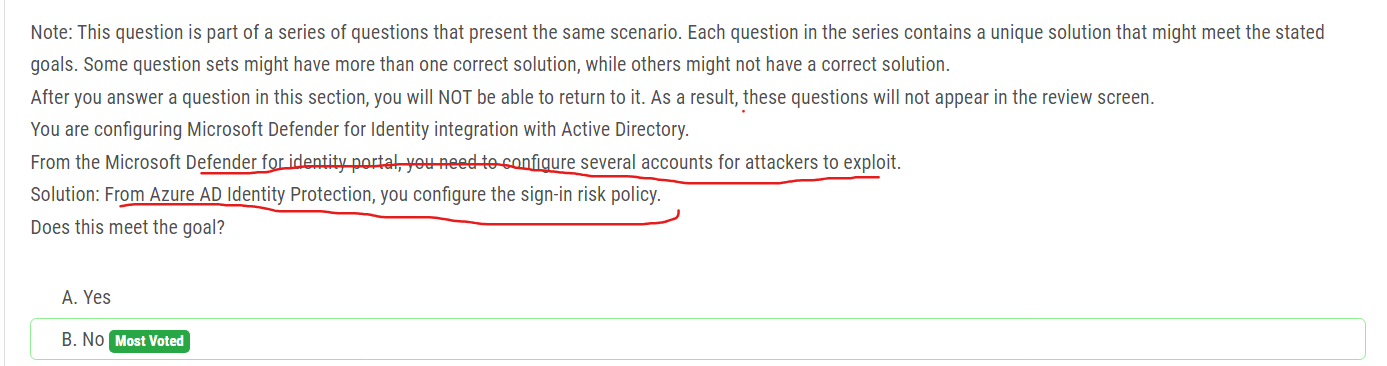 Note: This question is part of a series of questions that present the same scenario. Each question in the series contains a unique solution that might meet the stated
goals. Some question sets might have more than one correct solution, while others might not have a correct solution.
After you answer a question in this section, you will NOT be able to return to it. As a result, these questions will not appear in the review screen.
You are configuring Microsoft Defender for Identity integration with Active Directory.
From the Microsoft Defender for identity portal, you need to configure several accounts for attackers to exploit.
Solution: From Azure AD Identity Protection, you configure the sign-in risk policy.
Does this meet the goal?
A. Yes
B. No Most Voted